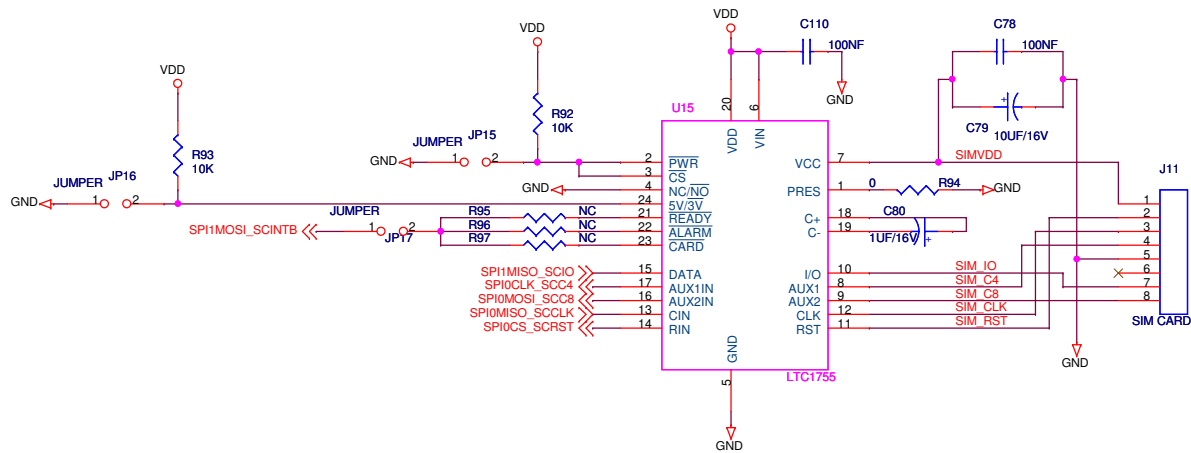 VDD
C110
100NF
GND
C78
100NF
C79
10UF/16V
VDD
R92
10K
VDD
R93
10K
U15
20
6
VDD
VIN
JUMPER
JP15
GND
1
2
2
PWR
3
CS
GND
4
NC/NO
JUMPER
JP16
GND
1
2
24
5V/3V
SPI1MOSI_SCINTB
JUMPER
1
2
JP17
R95
NC
21
READY
R96
NC
22
ALARM
R97
NC
23
CARD
SPI1MISO_SCIO
15
DATA
SPI0CLK_SCC4
17
AUX1IN
SPI0MOSI_SCC8
16
AUX2IN
SPI0MISO_SCCLK
13
CIN
SPI0CS_SCRST
14
RIN
VCC
7
SIMVDD
PRES
1
0
R94
GND
C+
18
C80
C-
19
1UF/16V
I/O
10
SIM_IO
AUX1
8
SIM_C4
AUX2
9
SIM_C8
CLK
12
SIM_CLK
RST
11
SIM_RST
GND
5
LTC1755
GND
J11
1
2
3
4
5
6
7
8
SIM CARD
GND